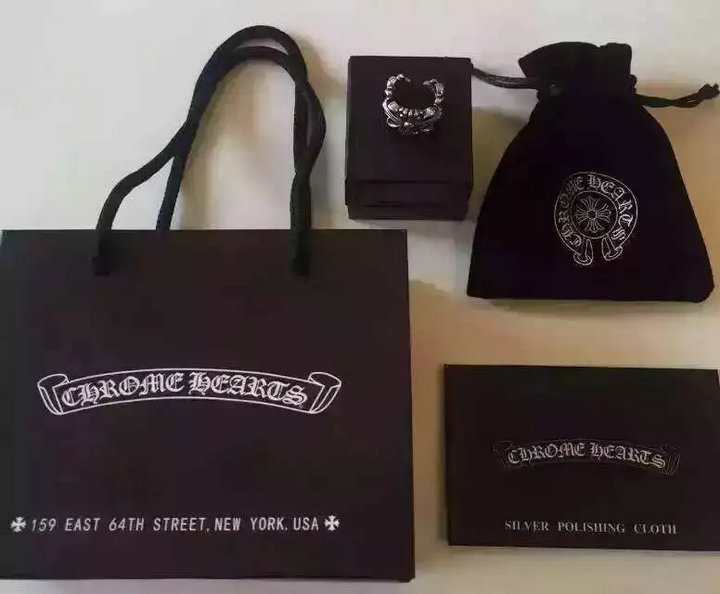 CHROME HEARTS
CHROME HEARTS
159 EAST 64TH STREET, NEW YORK. USA
CHROME HEARTS
SILVER POLISHING CLOTH